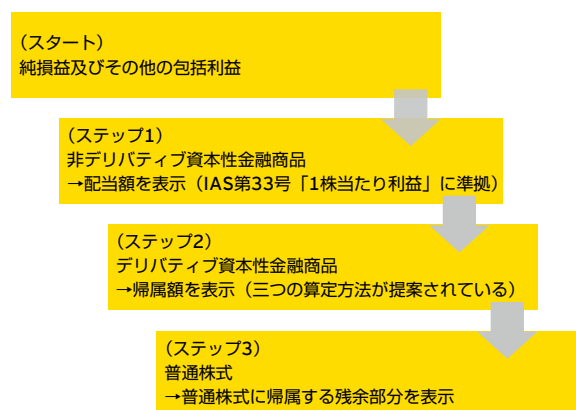 （スタート）
純損益及びその他の包括利益
（ステップ1）
非デリバティブ資本性金融商品
→配当額を表示（IAS第33号「1株当たり利益」に準拠）
（ステップ2）
デリバティブ資本性金融商品
→帰属額を表示（三つの算定方法が提案されている）
（ステップ3）
普通株式
→普通株式に帰属する残余部分を表示